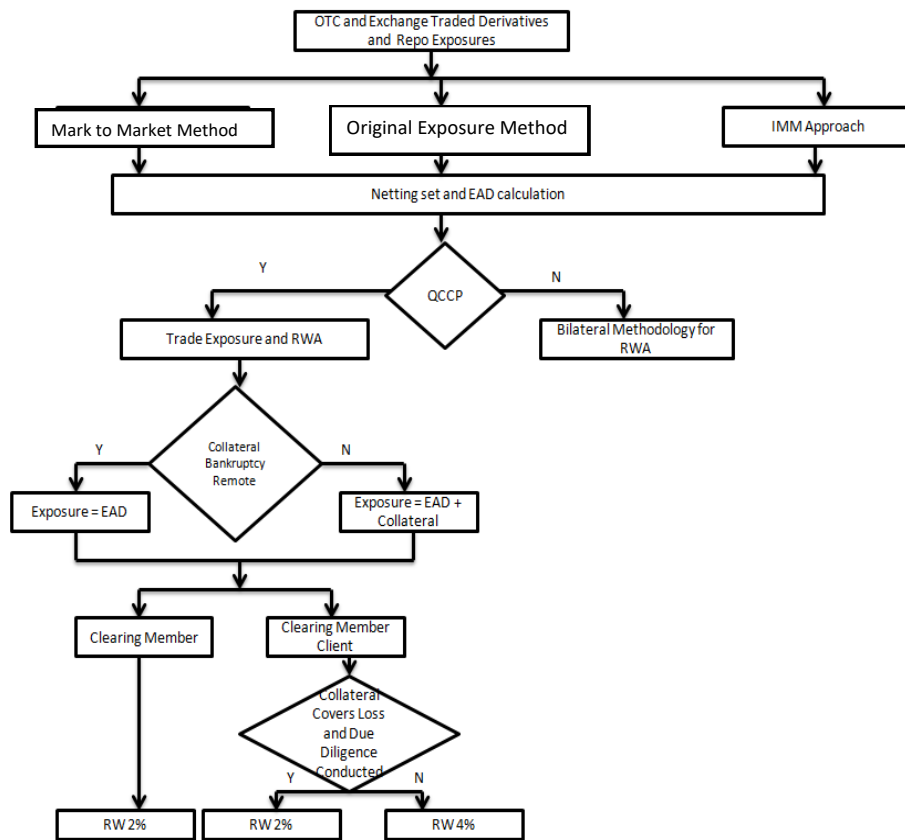 OTC and Exchange Traded Derivatives
and Repo Exposures
Mark to Market Method
Original Exposure Method
IMM Approach
Netting set and EAD calculation
Y
N
QCCP
Trade Exposure and RWA
Bilateral Methodology for
RWA
Collateral
Bankruptcy
Remote
Y
N
Exposure = EAD
Exposure = EAD +
Collateral
Clearing Member
Clearing Member
Client
Collateral
Covers Loss
and Due
Diligence
Conducted
Y
N
RW 2%
RW 2%
RW 4%